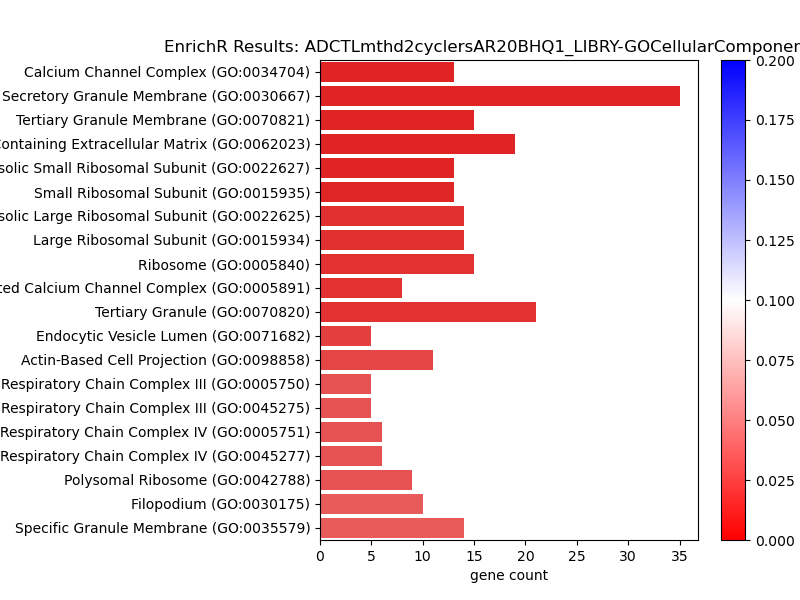 EnrichR Results: ADCTLmthd2cyclersAR20BHQ1_LIBRY-GOCellularComponer
Calcium Channel Complex (GO:0034704)
Secretory Granule Membrane (GO:0030667)
Tertiary Granule Membrane (GO:0070821)
Containing Extracellular Matrix (GO:0062023)
solic Small Ribosomal Subunit (GO:0022627)
Small Ribosomal Subunit (GO:0015935)
solic Large Ribosomal Subunit (GO:0022625)
Large Ribosomal Subunit (GO:0015934)
Ribosome (GO:0005840)
ted Calcium Channel Complex (GO:0005891)
Tertiary Granule (GO:0070820)
Endocytic Vesicle Lumen (GO:0071682)
Actin-Based Cell Projection (GO:0098858)
Respiratory Chain Complex III (GO:0005750)
Respiratory Chain Complex III (GO:0045275)
Respiratory Chain Complex IV (GO:0005751)
Respiratory Chain Complex IV (GO:0045277)
Polysomal Ribosome (GO:0042788)
Filopodium (GO:0030175)
Specific Granule Membrane (GO:0035579)
0 5 10 15 20 25 30 35
gene count
0.200
0.175
0.150
0.125
0.100
0.075
0.050
0.025
0.000